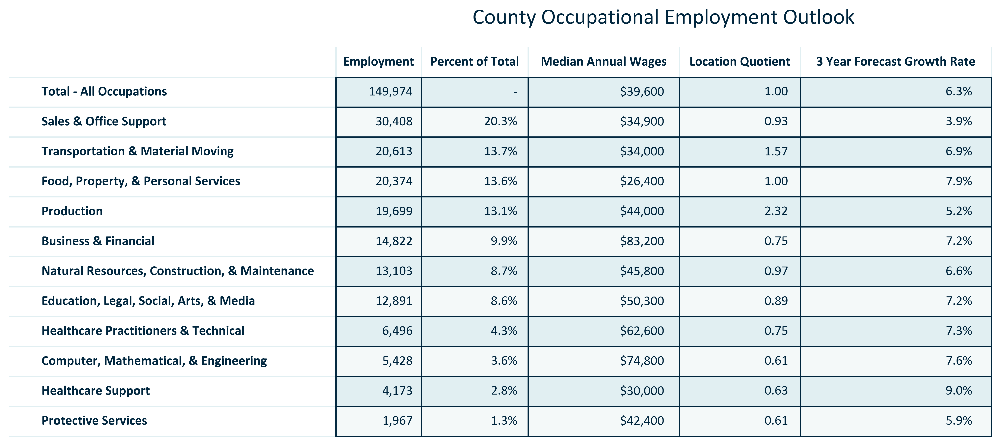 County Occupational Employment Outlook
Employment Percent of Total Median Annual Wages Location Quotient 3 Year Forecast Growth Rate
Total - All Occupations 149,974 - $39,600 1.00 6.3%
Sales & Office Support 30,408 20.3% $34,900 0.93 3.9%
Transportation & Material Moving 20,613 13.7% $34,000 1.57 6.9%
Food, Property, & Personal Services 20,374 13.6% $26,400 1.00 7.9%
Production 19,699 13.1% $44,000 2.32 5.2%
Business & Financial 14,822 9.9% $83,200 0.75 7.2%
Natural Resources, Construction, & Maintenance 13,103 8.7% $45,800 0.97 6.6%
Education, Legal, Social, Arts, & Media 12,891 8.6% $50,300 0.89 7.2%
Healthcare Practitioners & Technical 6,496 4.3% $62,600 0.75 7.3%
Computer, Mathematical, & Engineering 5,428 3.6% $74,800 0.61 7.6%
Healthcare Support 4,173 2.8% $30,000 0.63 9.0%
Protective Services 1,967 1.3% $42,400 0.61 5.9%